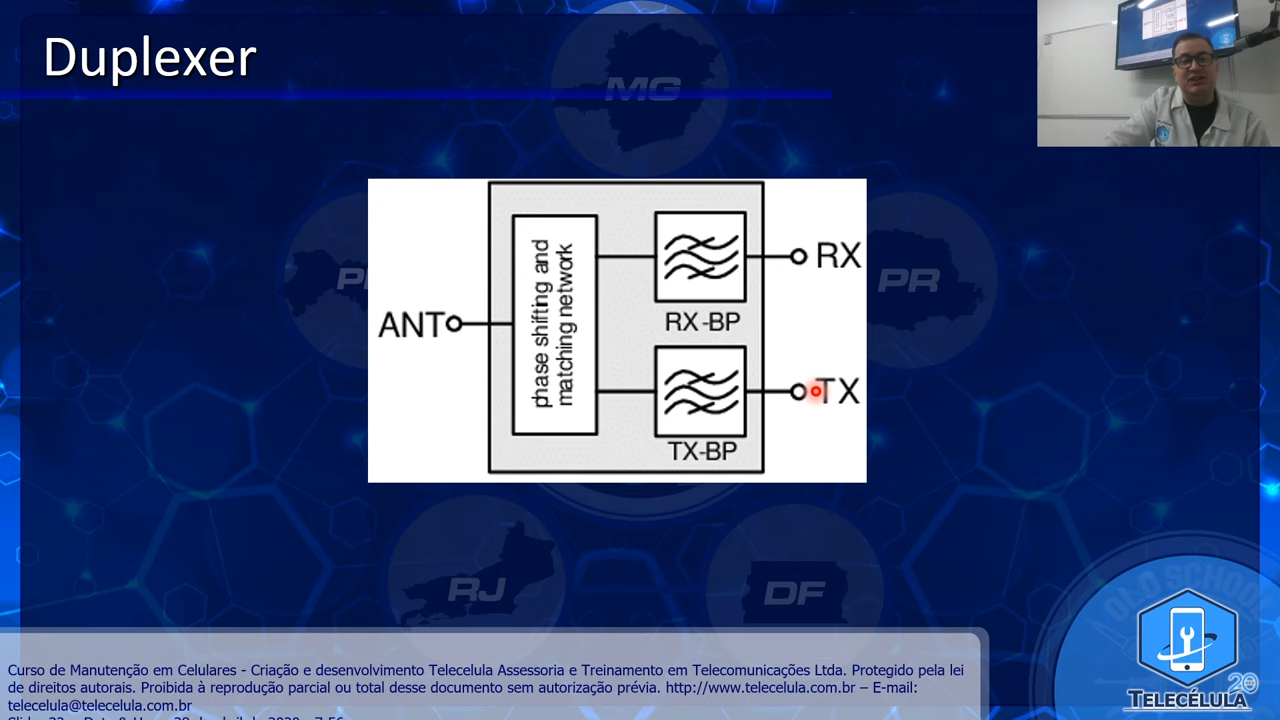 Duplexer
MG
PR
ANT
phase shifting and
matching network
RX
RX-BP
TX
TX-BP
RJ
DF
OLD SCHOOL
Curso de Manutenção em Celulares - Criação e desenvolvimento Telecelula Assessoria e Treinamento em Telecomunicações Ltda. Protegido pela lei
de direitos autorais. Proibida à reprodução parcial ou total desse documento sem autorização prévia. http://www.telecelula.com.br – E-mail:
telecelula@telecelula.com.br
TELECÉLULA